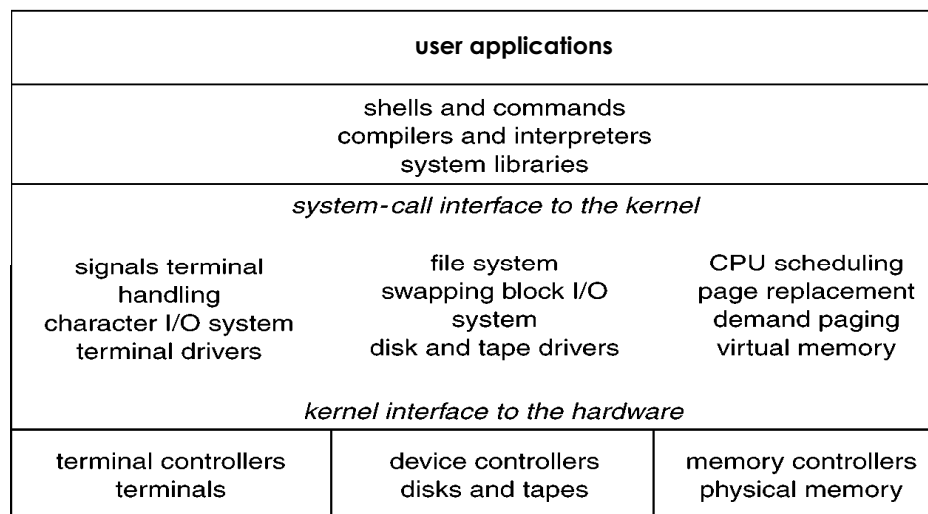 user applications
shells and commands
compilers and interpreters
system libraries
system-call interface to the kernel
signals terminal
handling
character I/O system
terminal drivers
file system
swapping block I/O
system
disk and tape drivers
CPU scheduling
page replacement
demand paging
virtual memory
kernel interface to the hardware
terminal controllers
terminals
device controllers
disks and tapes
memory controllers
physical memory